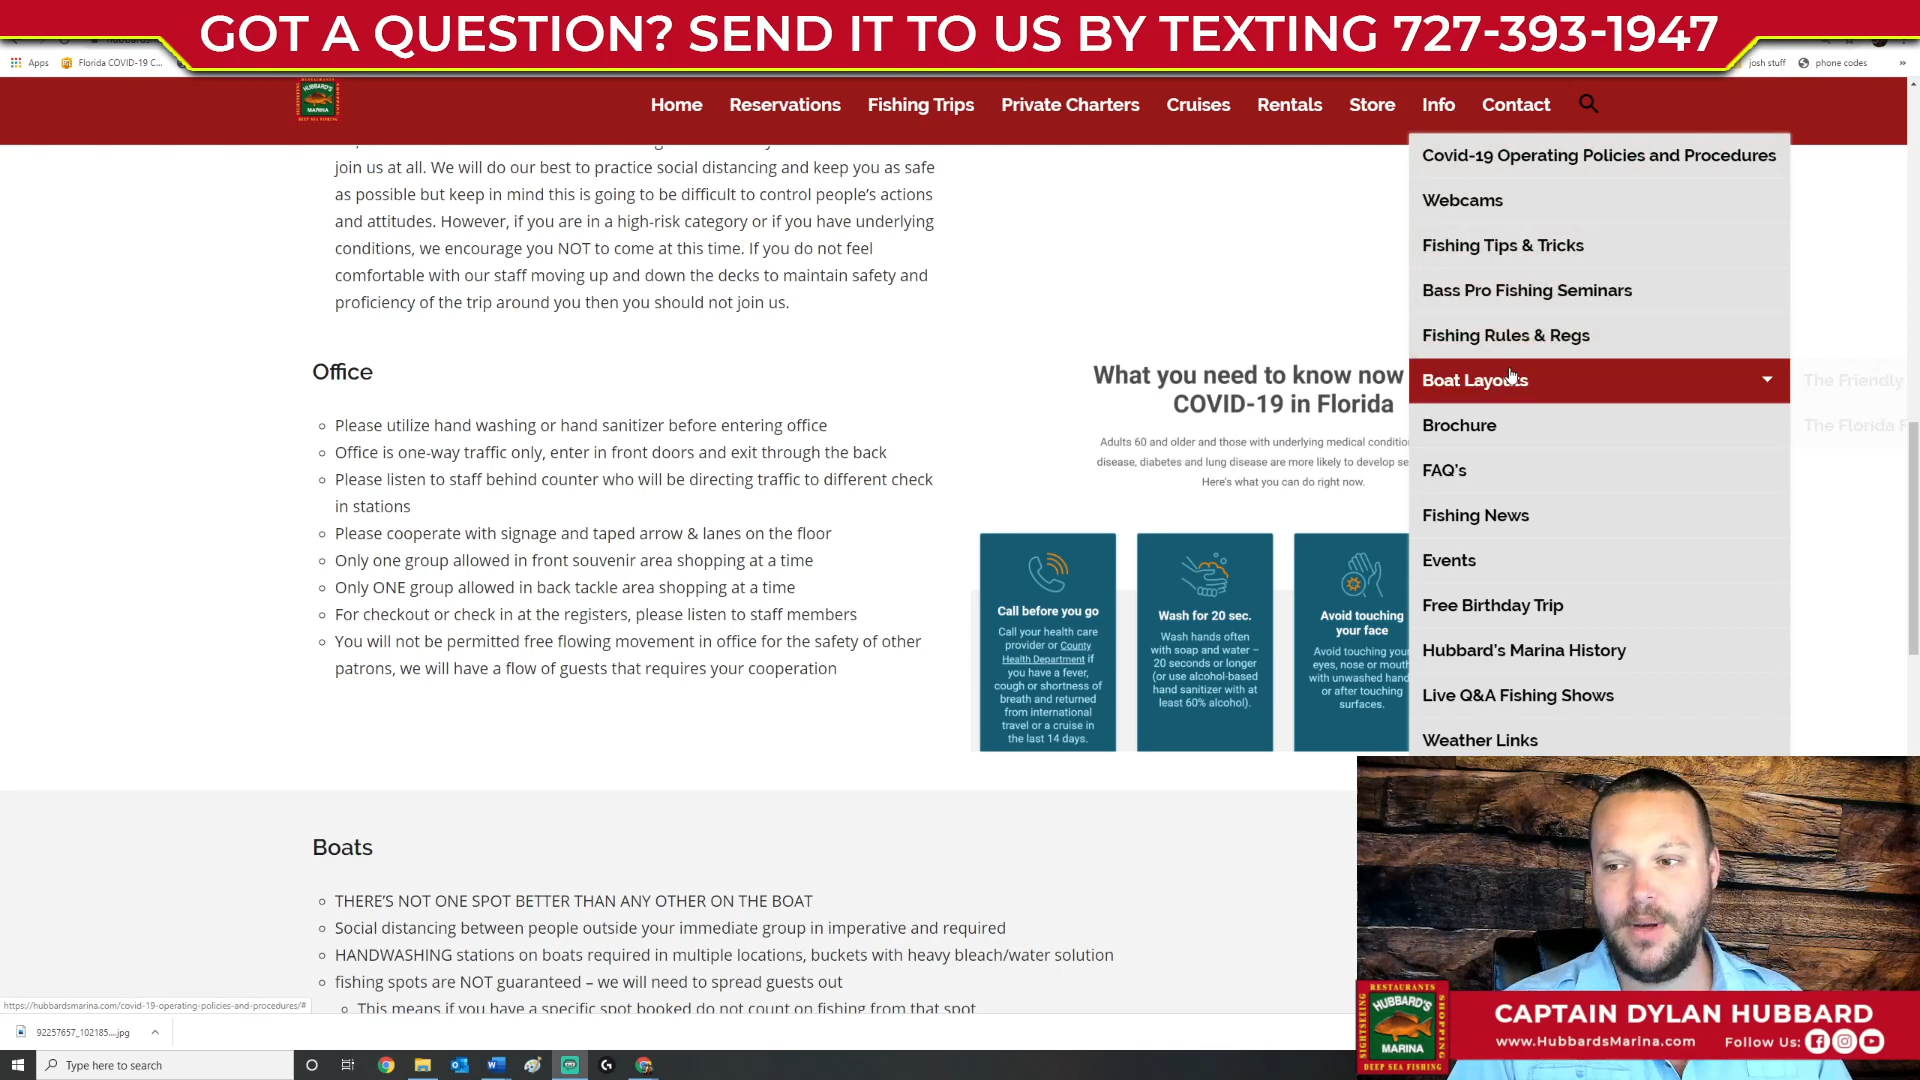 GOT A QUESTION? SEND IT TO US BY TEXTING 727-393-1947
Apps
Florida COVID-19 C...
josh stuff
phone codes
»
RESTAURANTS
SIGHTSEEING
HUBBARD'S
MARINA
SHOPPING
DEEP SEA FISHING
Home
Reservations
Fishing Trips
Private Charters
Cruises
Rentals
Store
Info
Contact
join us at all. We will do our best to practice social distancing and keep you as safe
as possible but keep in mind this is going to be difficult to control people's actions
and attitudes. However, if you are in a high-risk category or if you have underlying
conditions, we encourage you NOT to come at this time. If you do not feel
comfortable with our staff moving up and down the decks to maintain safety and
proficiency of the trip around you then you should not join us.
Office
Please utilize hand washing or hand sanitizer before entering office
Office is one-way traffic only, enter in front doors and exit through the back
Please listen to staff behind counter who will be directing traffic to different check
in stations
Please cooperate with signage and taped arrow & lanes on the floor
Only one group allowed in front souvenir area shopping at a time
Only ONE group allowed in back tackle area shopping at a time
For checkout or check in at the registers, please listen to staff members
You will not be permitted free flowing movement in office for the safety of other
patrons, we will have a flow of guests that requires your cooperation
What you need to know now
COVID-19 in Florida
Adults 60 and older and those with underlying medical
disease, diabetes and lung disease are more likely to develop
Here's what you can do right now.
Call before you go
Call your health care
provider or County
Health Department if
you have a fever,
cough or shortness of
breath and returned
from international
travel or a cruise in
the last 14 days.
Wash for 20 sec.
Wash hands often
with soap and water –
20 seconds or longer
(or use alcohol-based
hand sanitizer with at
least 60% alcohol).
Avoid touching
your face
Avoid touching your
eyes, nose or mouth
with unwashed hands
or after touching
surfaces.
Covid-19 Operating Policies and Procedures
Webcams
Fishing Tips & Tricks
Bass Pro Fishing Seminars
Fishing Rules & Regs
Boat Layouts
The Friendly
The Florida F
Brochure
FAQ's
Fishing News
Events
Free Birthday Trip
Hubbard's Marina History
Live Q&A Fishing Shows
Weather Links
Boats
THERE'S NOT ONE SPOT BETTER THAN ANY OTHER ON THE BOAT
Social distancing between people outside your immediate group in imperative and required
HANDWASHING stations on boats required in multiple locations, buckets with heavy bleach/water solution
fishing spots are NOT guaranteed – we will need to spread guests out
This means if you have a specific spot booked do not count on fishing from that spot
https://hubbardsmarina.com/covid-19-operating-policies-and-procedures/#
92257657_102185....jpg
Type here to search
RESTAURANTS
SIGHTSEEING
HUBBARD'S
MARINA
SHOPPING
DEEP SEA FISHING
CAPTAIN DYLAN HUBBARD
www.HubbardsMarina.com
Follow Us: